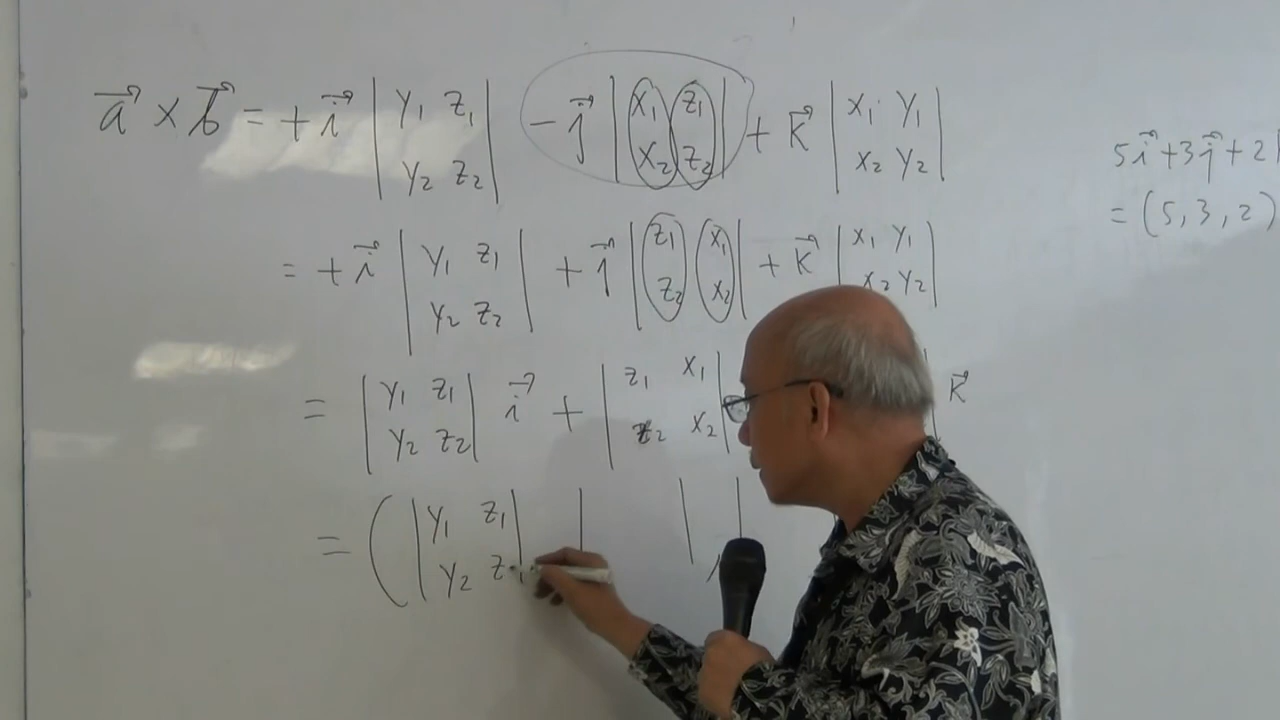 a⃗ × b⃗ = + i⃗ | y₁ z₁ | − j⃗ | x₁ z₁ | + k⃗ | x₁ y₁ |
| y₂ z₂ | | x₂ z₂ | | x₂ y₂ |
5i⃗+3j⃗+2
= (5,3,2)
= + i⃗ | y₁ z₁ | + j⃗ | z₁ x₁ | + k⃗ | x₁ y₁ |
| y₂ z₂ | | z₂ x₂ | | x₂ y₂ |
= | y₁ z₁ | i⃗ + | z₁ x₁ | k⃗
| y₂ z₂ | | z₂ x₂ |
= ( | y₁ z₁ | | | |
| y₂ z